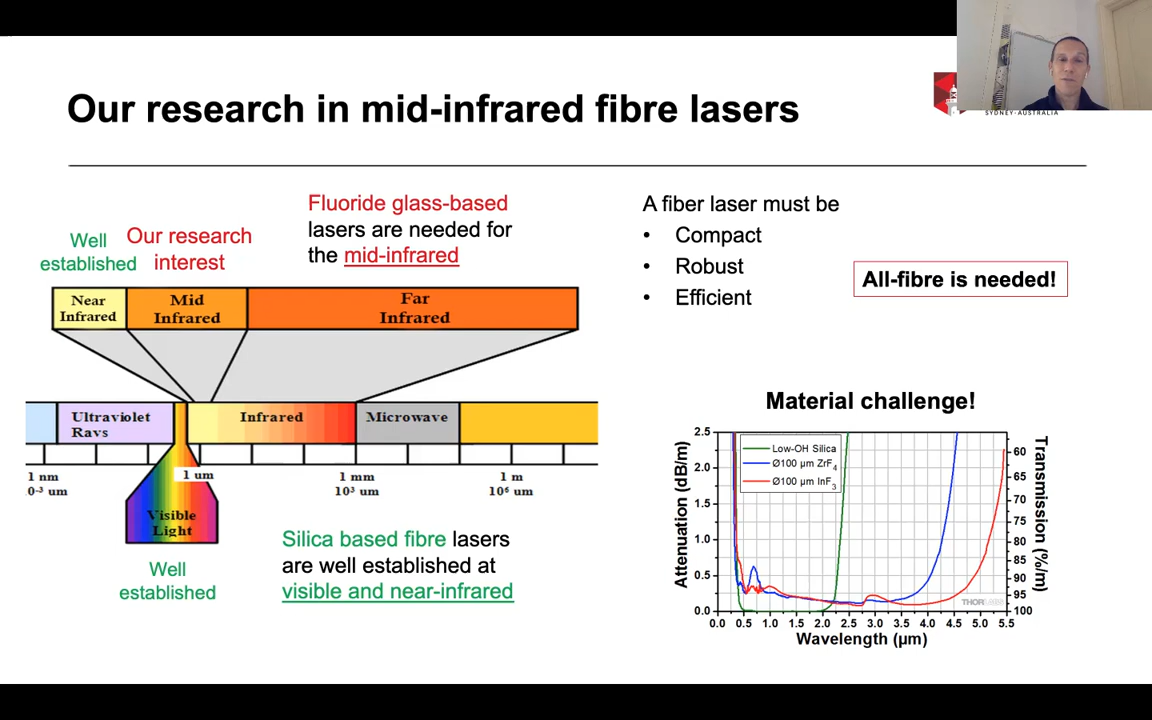 Our research in mid-infrared fibre lasers
SYDNEY·AUSTRALIA
Well
established
Our research
interest
Fluoride glass-based
lasers are needed for
the mid-infrared
A fiber laser must be
• Compact
• Robust
• Efficient
All-fibre is needed!
Near
Infrared
Mid
Infrared
Far
Infrared
Ultraviolet
Rays
Infrared
Microwave
1 nm
0-³ um
1 um
1 mm
10³ um
1 m
10⁶ um
Visible
Light
Well
established
Silica based fibre lasers
are well established at
visible and near-infrared
Material challenge!
Low-OH Silica
Ø100 µm ZrF₄
Ø100 µm InF₃
Attenuation (dB/m)
2.5
2.0
1.5
1.0
0.5
0.0
Transmission (%/m)
60
65
70
75
80
85
90
95
100
THORLABS
0.0 0.5 1.0 1.5 2.0 2.5 3.0 3.5 4.0 4.5 5.0 5.5
Wavelength (µm)